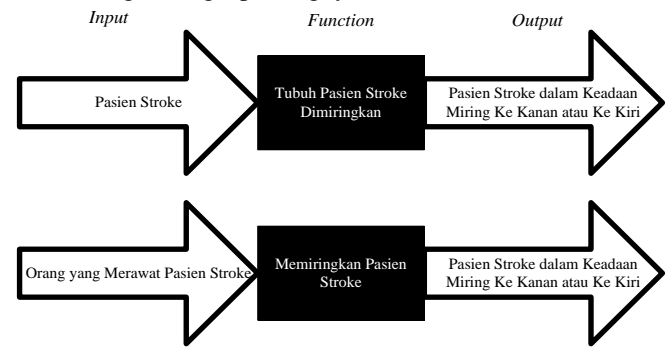 Input Function Output
Pasien Stroke
Tubuh Pasien Stroke
Dimiringkan
Pasien Stroke dalam Keadaan
Miring Ke Kanan atau Ke Kiri
Orang yang Merawat Pasien Stroke
Memiringkan Pasien
Stroke
Pasien Stroke dalam Keadaan
Miring Ke Kanan atau Ke Kiri